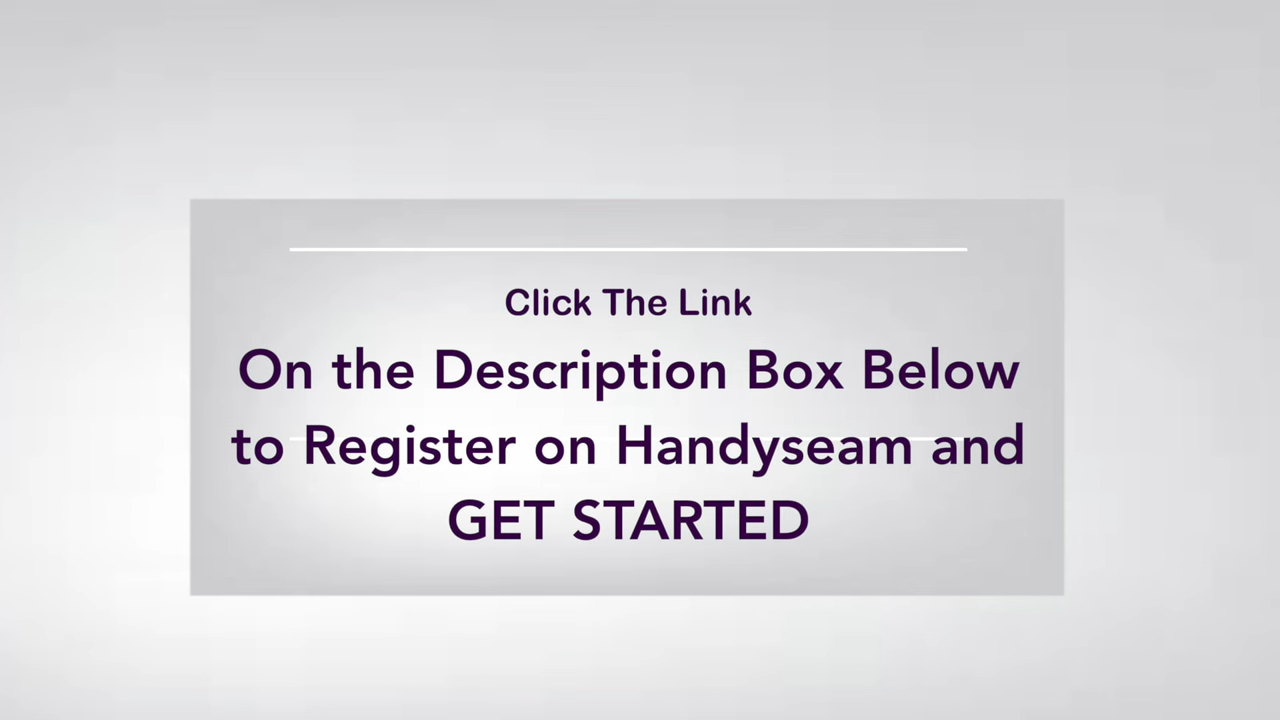 Click The Link
On the Description Box Below
to Register on Handyseam and
GET STARTED